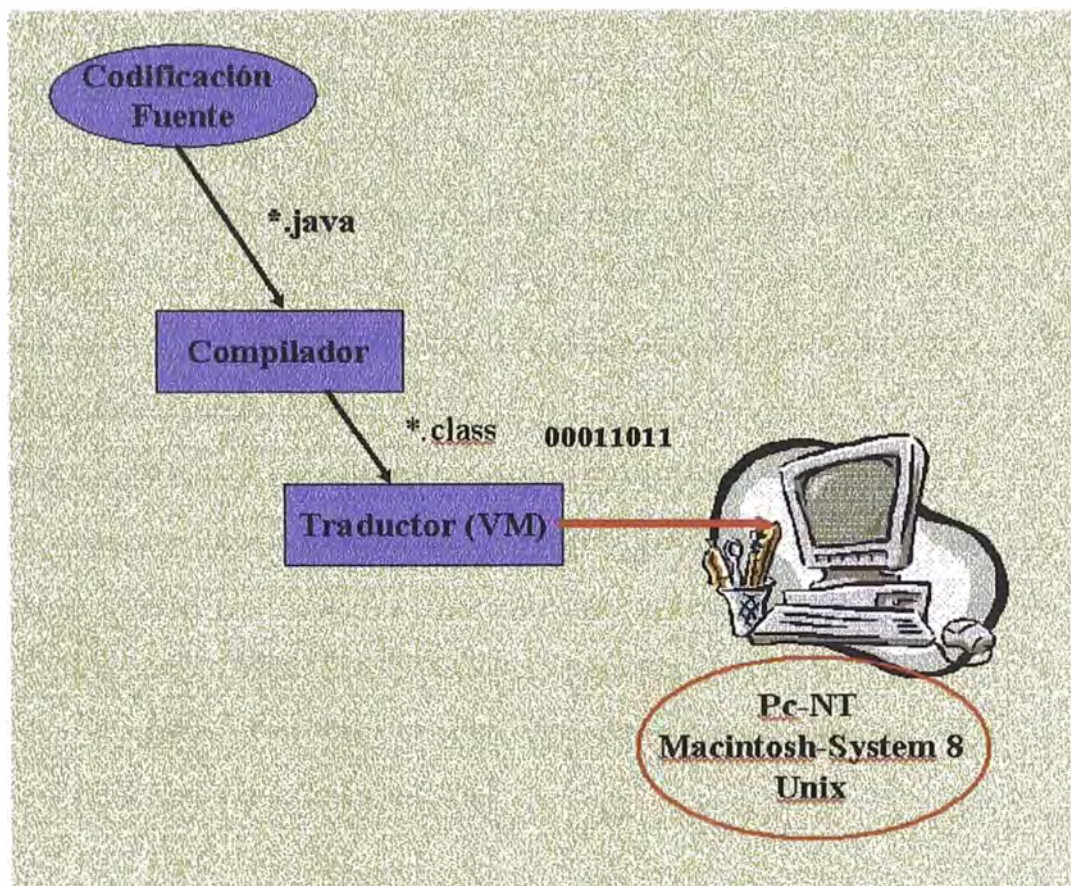 Codificación
Fuente
*.java
Compilador
*.class 00011011
Traductor (VM)
Pc-NT
Macintosh-System 8
Unix